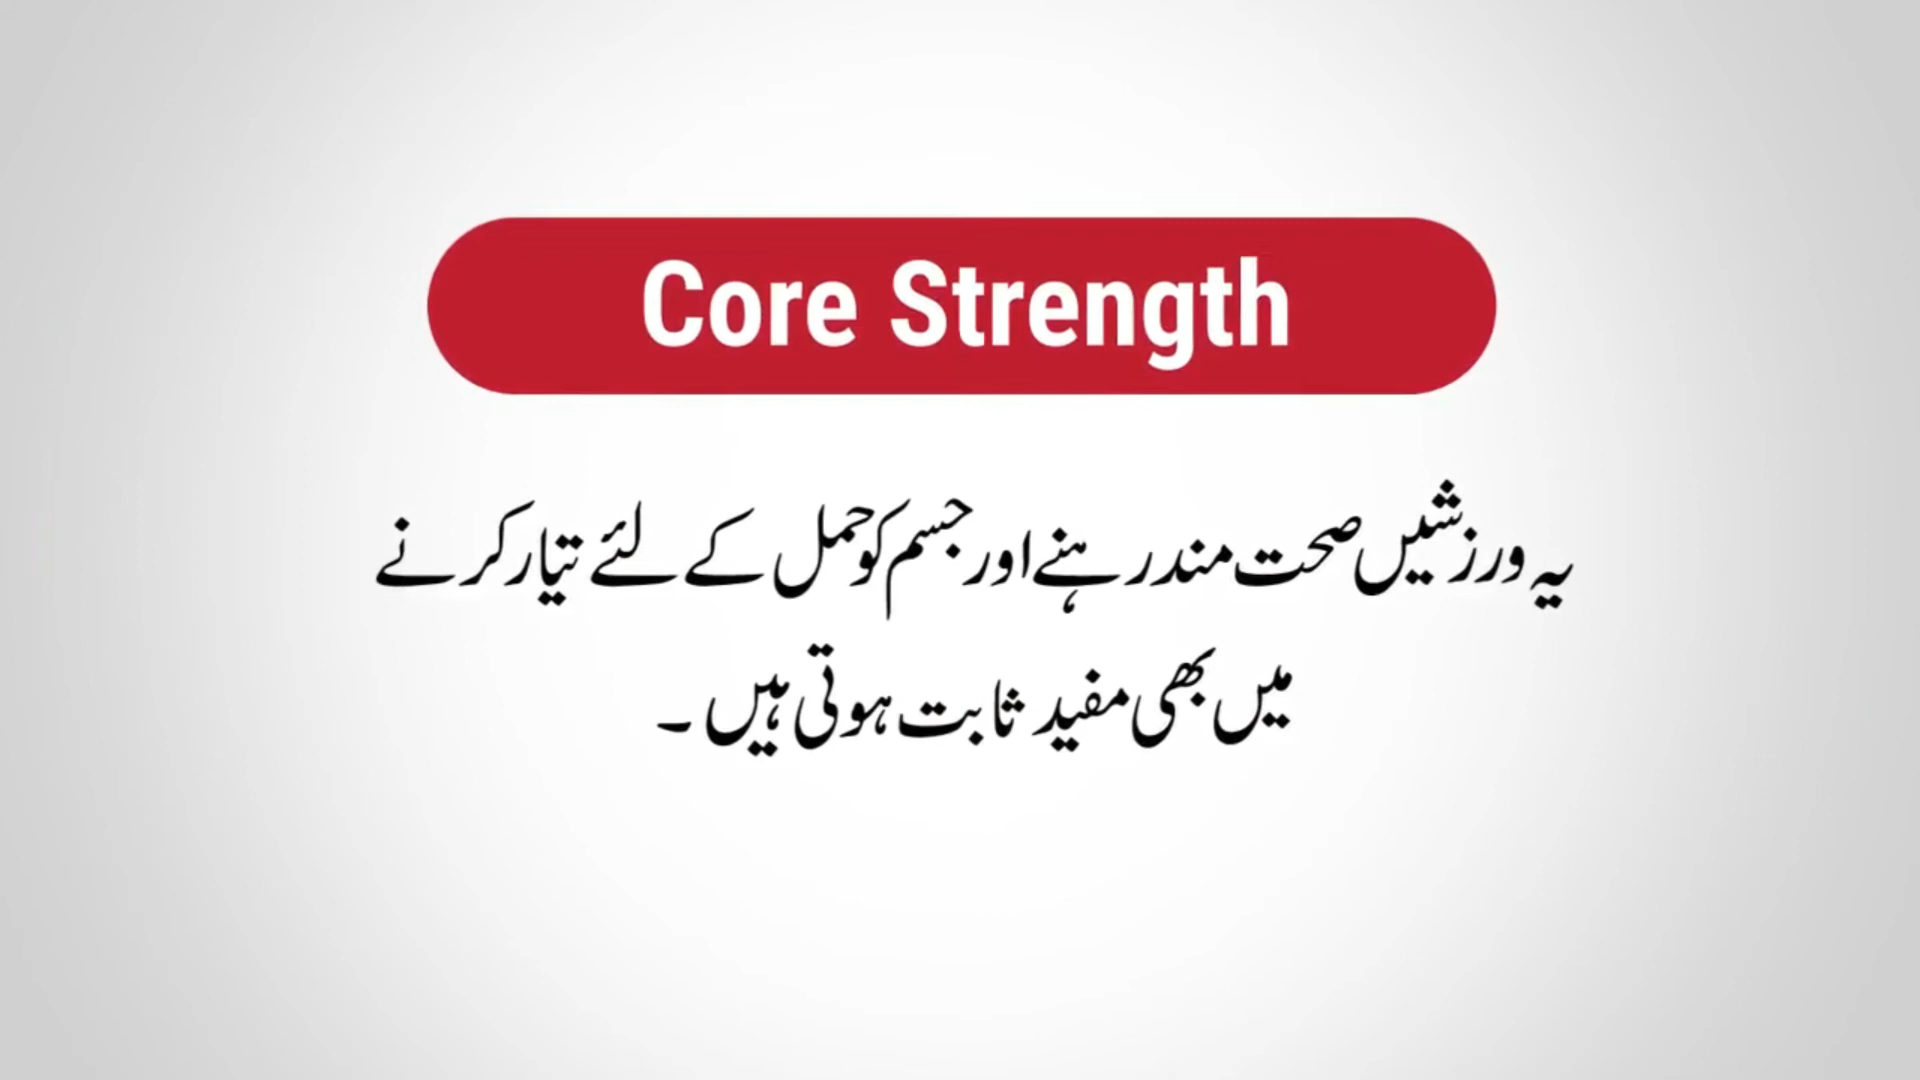 Core Strength
یہ ورزشیں صحت مند رہنے اور جسم کو حمل کے لئے تیار کرنے
میں بھی مفید ثابت ہوتی ہیں ۔